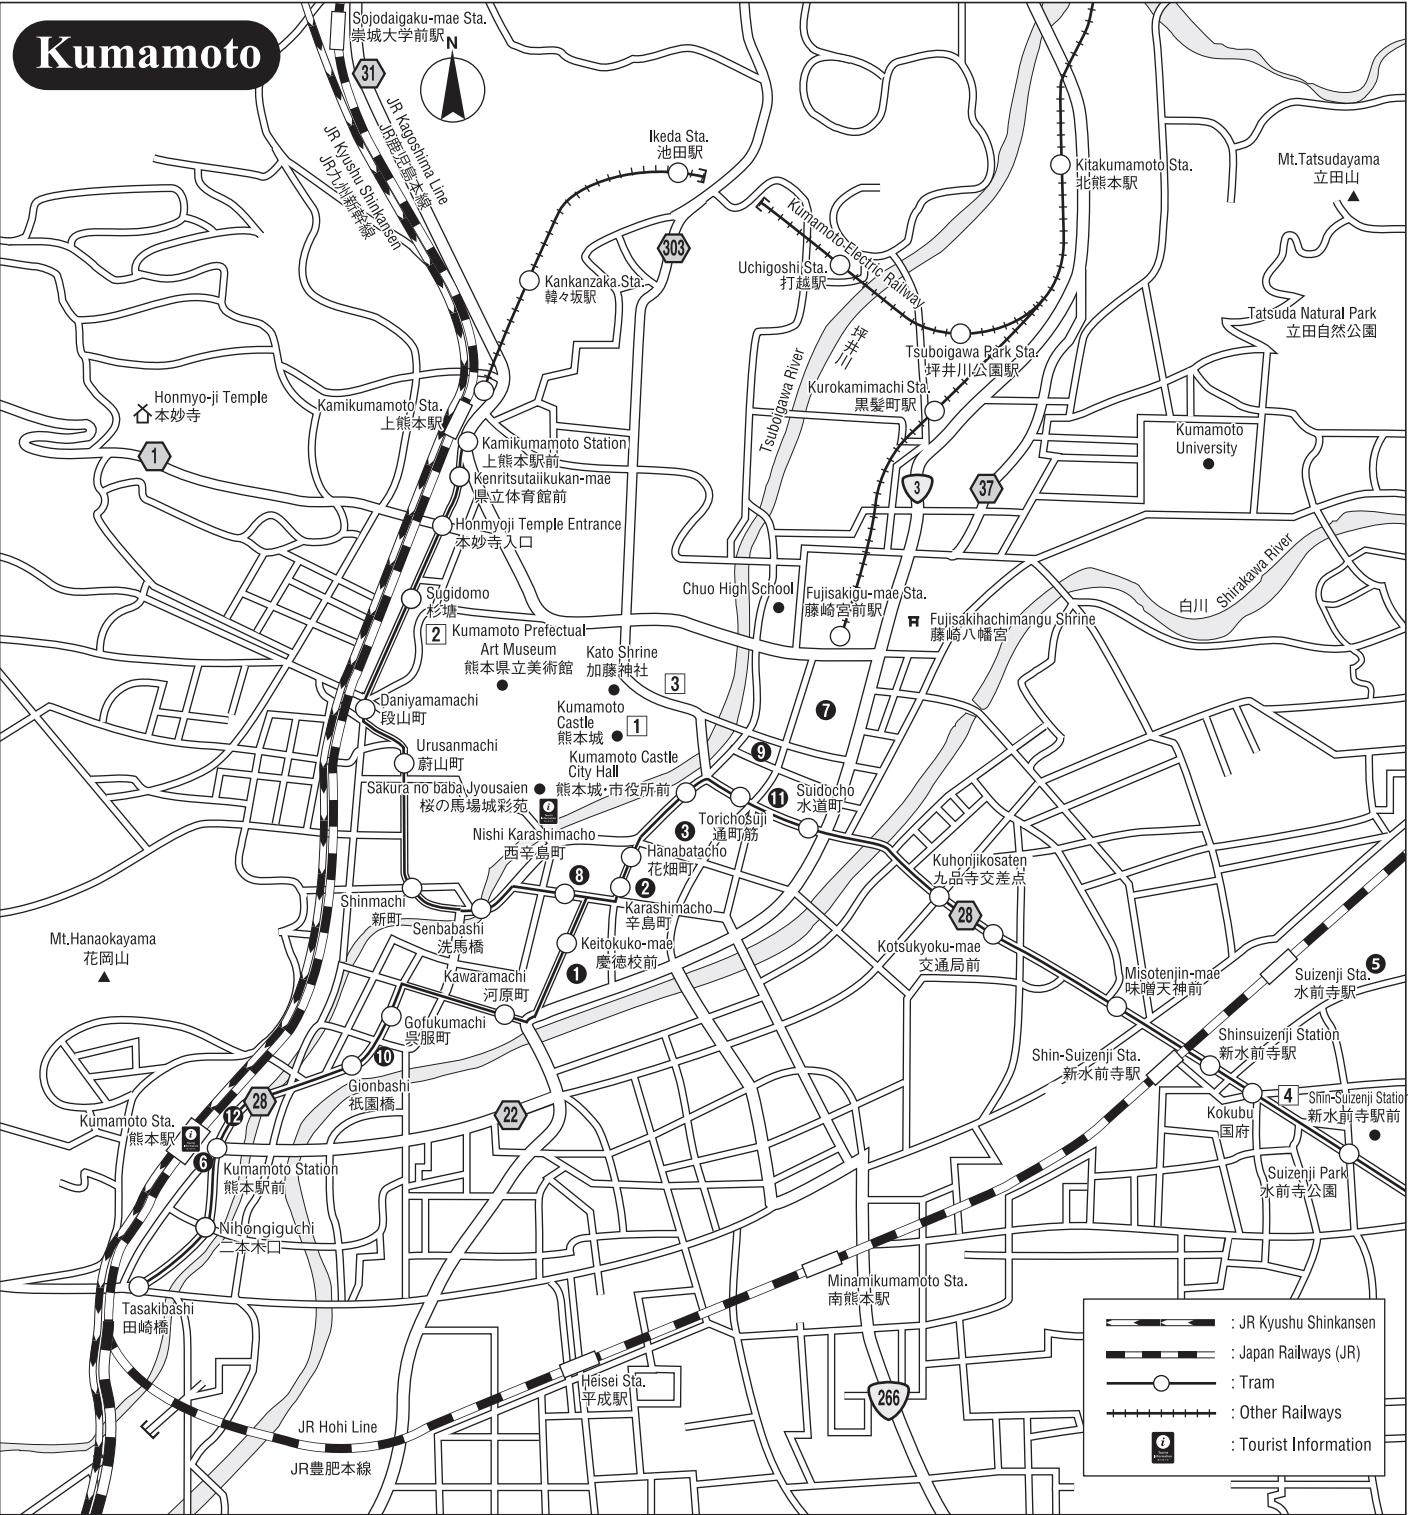 Kumamoto
Sojodaigaku-mae Sta.
崇城大学前駅
N
31
JR Kagoshima Line
JR鹿児島本線
JR Kyushu Shinkansen
JR九州新幹線
Ikeda Sta.
池田駅
Kitakumamoto Sta.
北熊本駅
Mt.Tatsudayama
立田山
Kumamoto-Electric Railway
303
Uchigoshi Sta.
打越駅
Kankanzaka Sta.
韓々坂駅
Tatsuda Natural Park
立田自然公園
坪井川
Tsuboigawa River
Tsuboigawa Park Sta.
坪井川公園駅
Kurokamimachi Sta.
黒髪町駅
Honmyo-ji Temple
本妙寺
Kamikumamoto Sta.
上熊本駅
Kumamoto
University
1
Kamikumamoto Station
上熊本駅前
Kenritsutaiikukan-mae
県立体育館前
3
37
Honmyoji Temple Entrance
本妙寺入口
Shirakawa River
白川
Sugidomo
杉塘
Chuo High School
Fujisakigu-mae Sta.
藤崎宮前駅
Fujisakihachimangu Shrine
藤崎八幡宮
2
Kumamoto Prefectual
Art Museum
熊本県立美術館
Kato Shrine
加藤神社
3
Daniyamamachi
段山町
Kumamoto
Castle
熊本城
1
7
Urusanmachi
蔚山町
9
Kumamoto Castle
City Hall
熊本城・市役所前
Sakura no baba Jyousaien
桜の馬場城彩苑
Suidocho
水道町
11
Torichosuji
通町筋
3
Nishi Karashimacho
西辛島町
Hanabatacho
花畑町
Kuhonjikosaten
九品寺交差点
8
2
Shinmachi
新町
Karashimacho
辛島町
28
Senbabashi
洗馬橋
Keitokuko-mae
慶徳校前
Kotsukyoku-mae
交通局前
Mt.Hanaokayama
花岡山
Kawaramachi
河原町
1
Misotenjin-mae
味噌天神前
Suizenji Sta.
水前寺駅
5
Gofukumachi
呉服町
Shinsuizenji Station
新水前寺駅
10
Shin-Suizenji Sta.
新水前寺駅
Gionbashi
祇園橋
28
22
4
Shin-Suizenji Station
新水前寺駅前
Kokubu
国府
Kumamoto Sta.
熊本駅
12
6
Kumamoto Station
熊本駅前
Suizenji Park
水前寺公園
Nihongiguchi
二本木口
Minamikumamoto Sta.
南熊本駅
Tasakibashi
田崎橋
Heisei Sta.
平成駅
266
JR Hohi Line
JR豊肥本線
: JR Kyushu Shinkansen
: Japan Railways (JR)
: Tram
: Other Railways
: Tourist Information